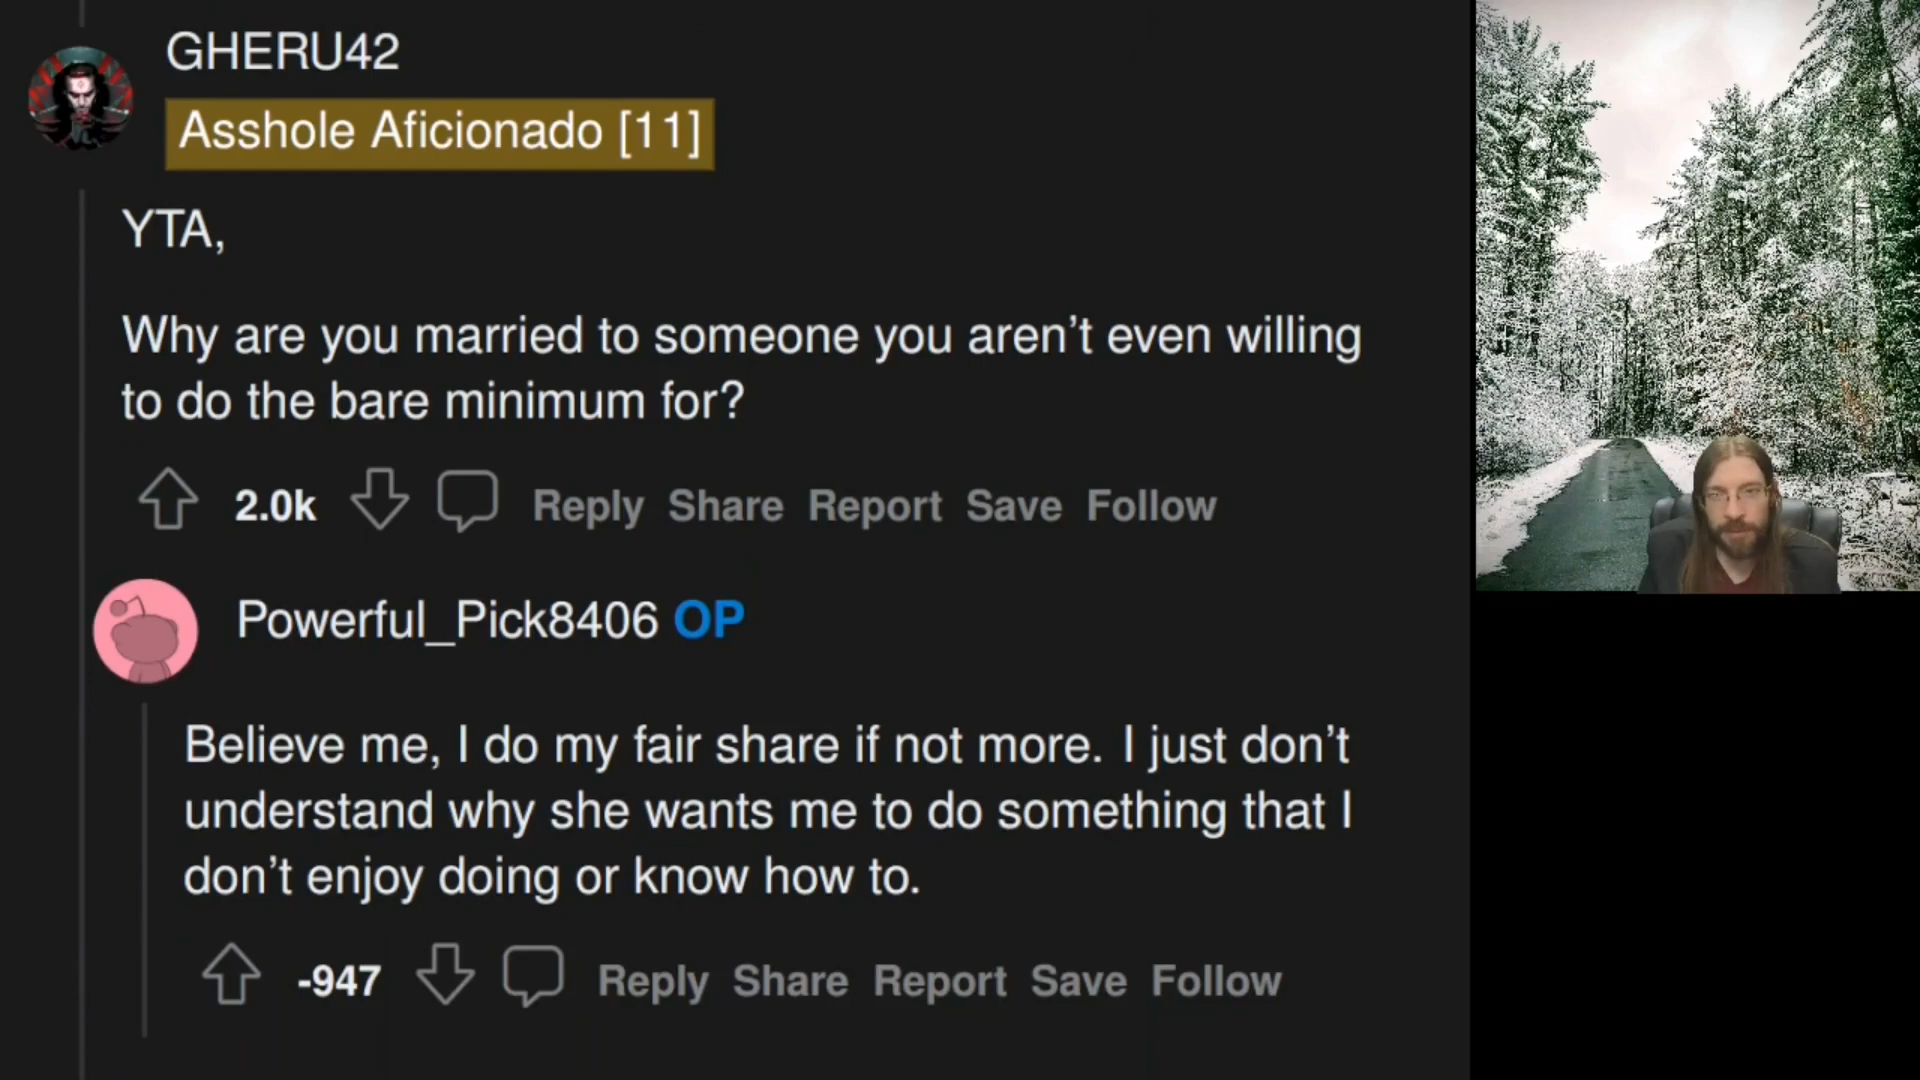 GHERU42
Asshole Aficionado [11]
YTA,
Why are you married to someone you aren’t even willing
to do the bare minimum for?
2.0k Reply Share Report Save Follow
Powerful_Pick8406 OP
Believe me, I do my fair share if not more. I just don’t
understand why she wants me to do something that I
don’t enjoy doing or know how to.
-947 Reply Share Report Save Follow